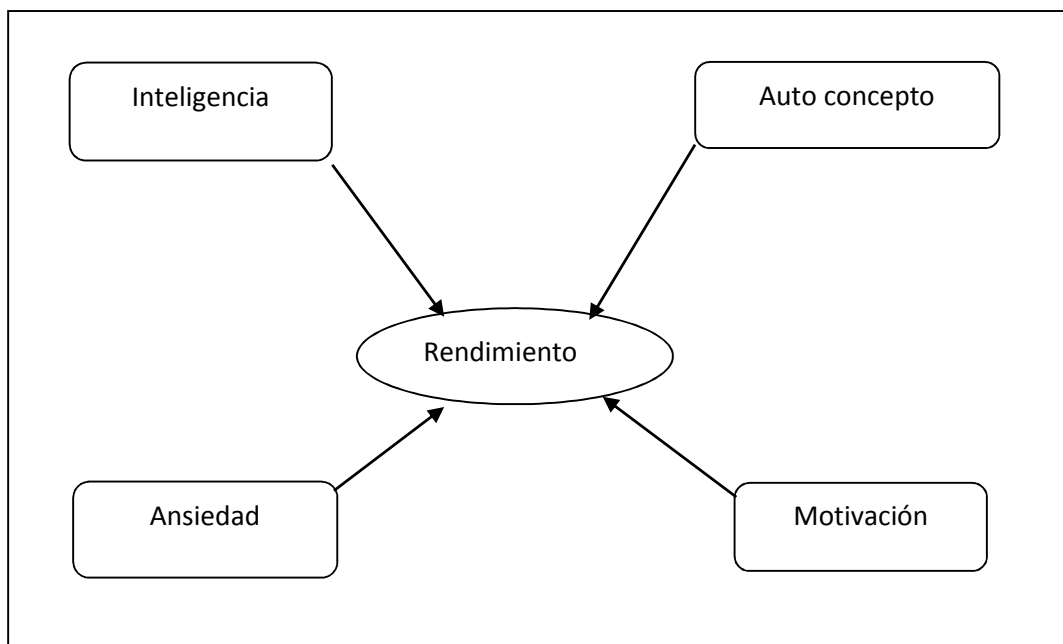 Inteligencia
Auto concepto
Rendimiento
Ansiedad
Motivación